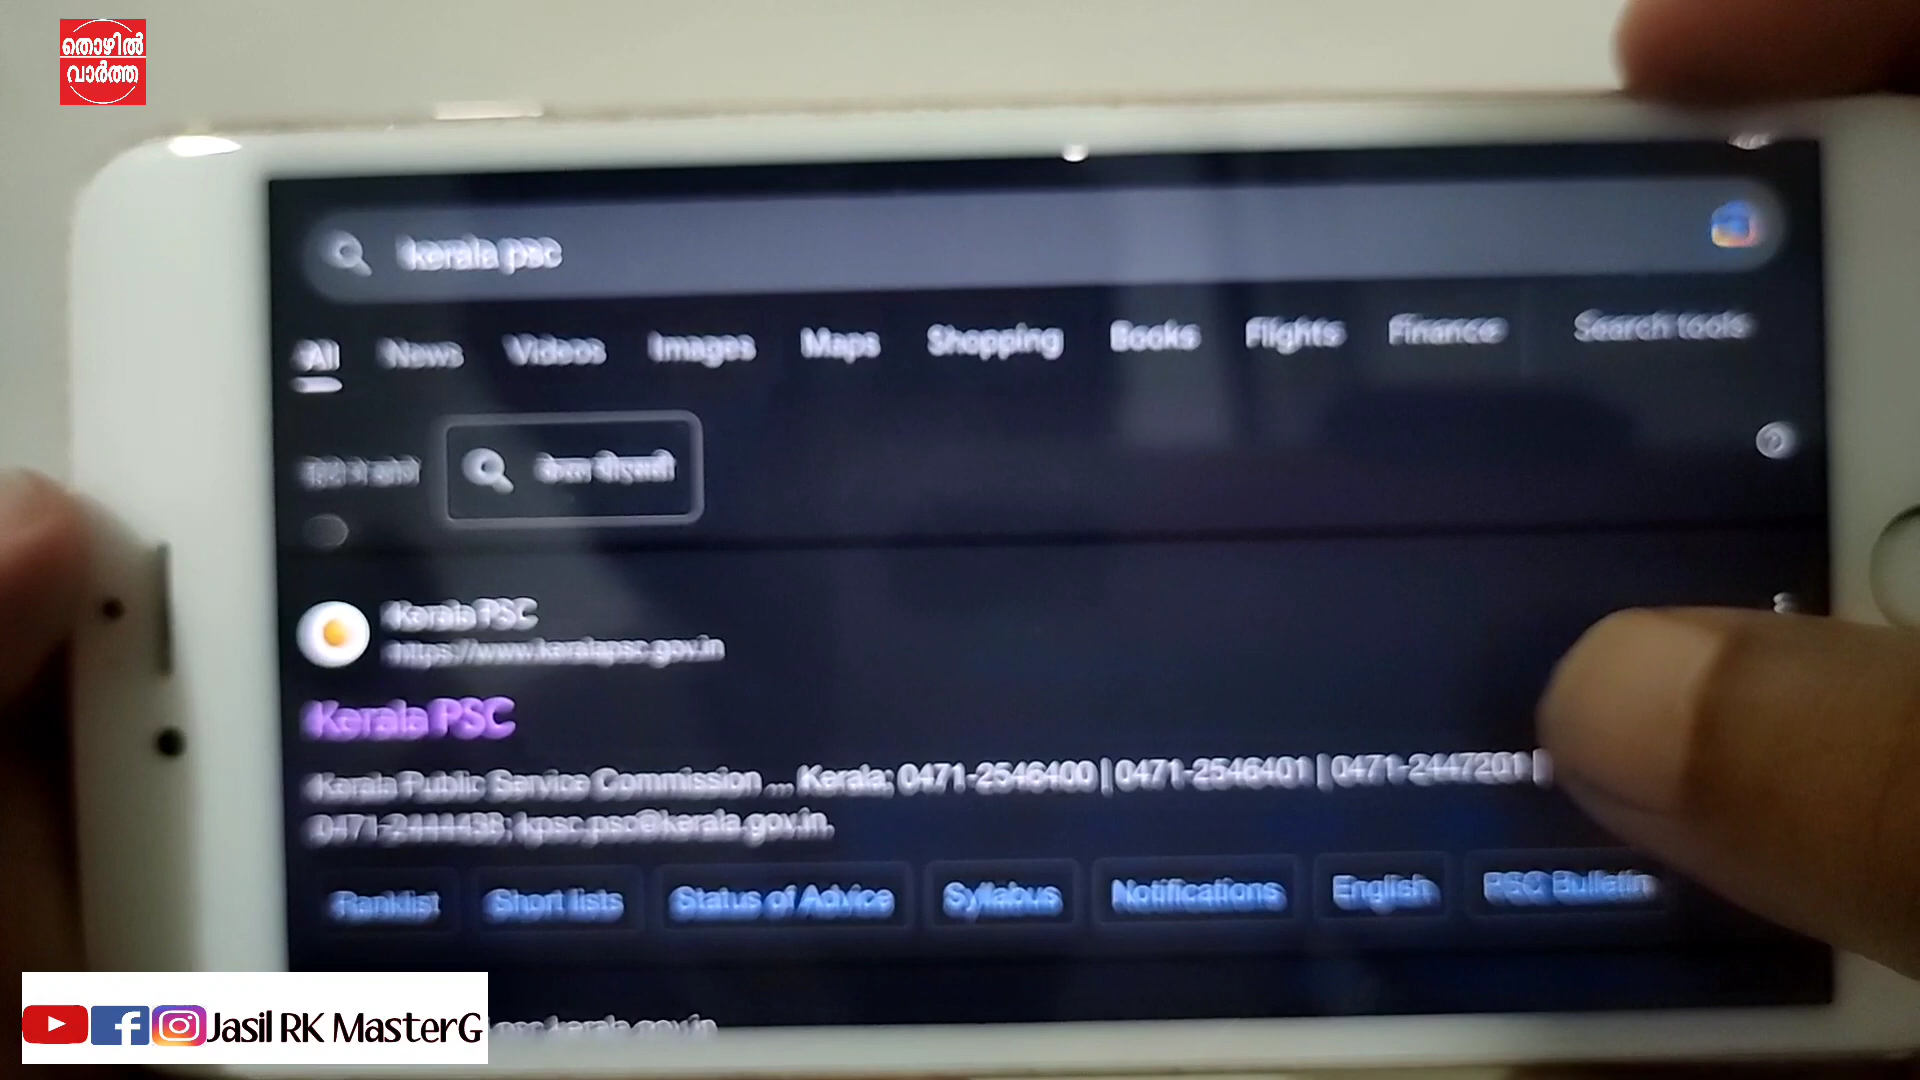 തൊഴിൽ
വാർത്ത
kerala psc
All News Videos Images Maps Shopping Books Flights Finance Search tools
Kerala PSC
https://www.keralapsc.gov.in
Kerala PSC
Kerala Public Service Commission ... Kerala; 0471-2546400 | 0471-2546401 | 0471-2447201 |
0471-2444438; kpsc.psc@kerala.gov.in.
Ranklist Short lists Status of Advice Syllabus Notifications English PSC Bulletin
Jasil RK MasterG